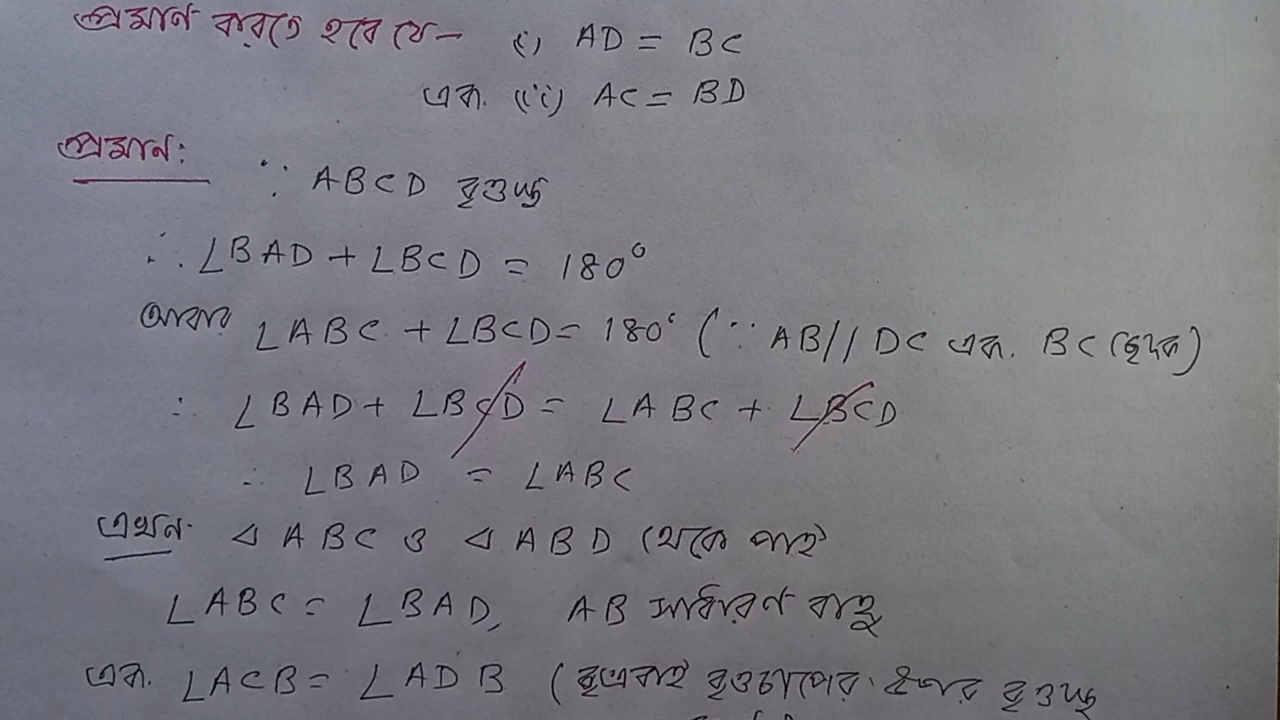 প্রমাণ করতে হবে যে— (i) AD = BC
এবং (ii) AC = BD
প্রমাণ:
∵ ABCD বৃত্তস্থ
∴ ∠BAD + ∠BCD = 180°
আবার ∠ABC + ∠BCD = 180° (∵ AB // DC এবং BC ছেদক)
∴ ∠BAD + ∠BCD = ∠ABC + ∠BCD
∴ ∠BAD = ∠ABC
এখন △ABC ও △ABD থেকে পাই
∠ABC = ∠BAD, AB সাধারণ বাহু
এবং ∠ACB = ∠ADB ( একই বৃত্তচাপের উপর বৃত্তস্থ